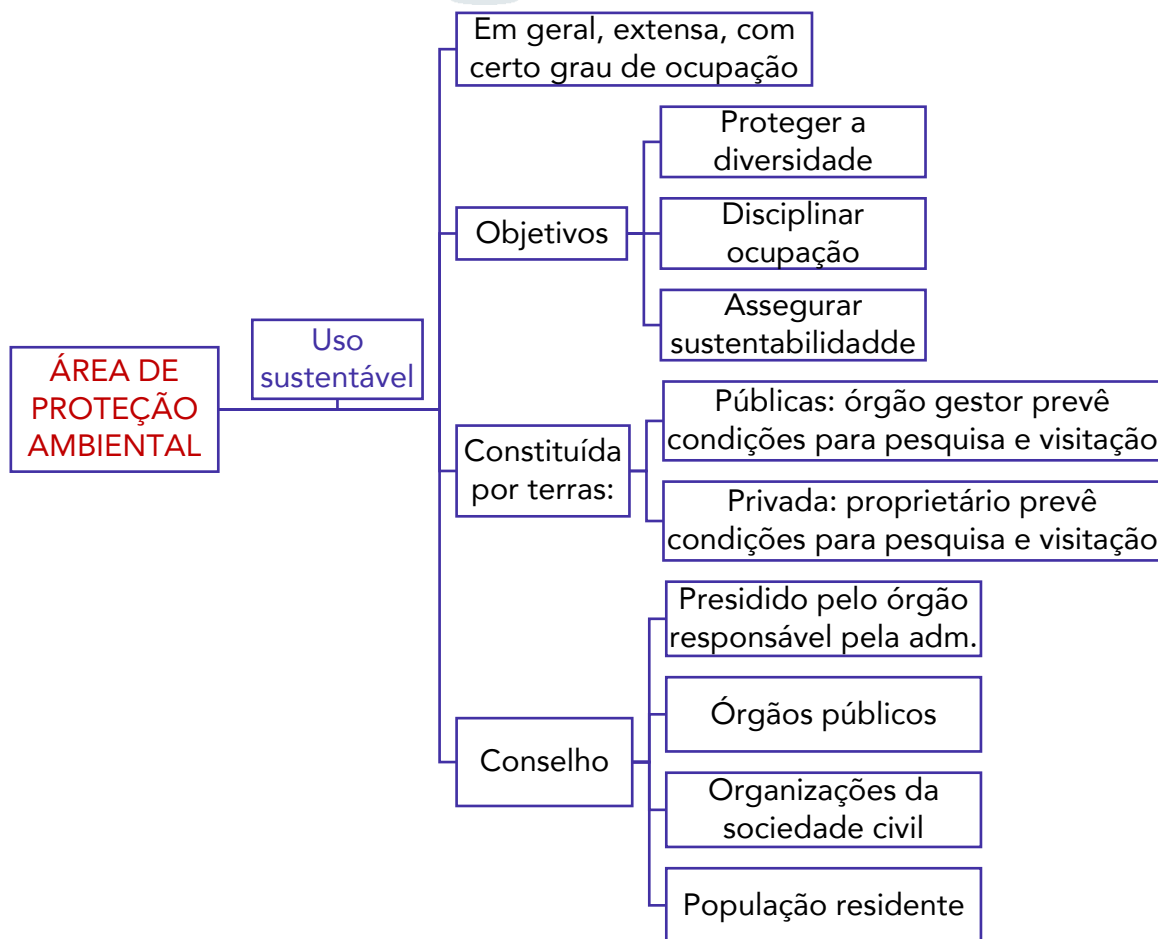 Em geral, extensa, com
certo grau de ocupação
Proteger a
diversidade
Objetivos
Disciplinar
ocupação
Assegurar
sustentabilidadde
Uso
sustentável
ÁREA DE
PROTEÇÃO
AMBIENTAL
Constituída
por terras:
Públicas: órgão gestor prevê
condições para pesquisa e visitação
Privada: proprietário prevê
condições para pesquisa e visitação
Conselho
Presidido pelo órgão
responsável pela adm.
Órgãos públicos
Organizações da
sociedade civil
População residente